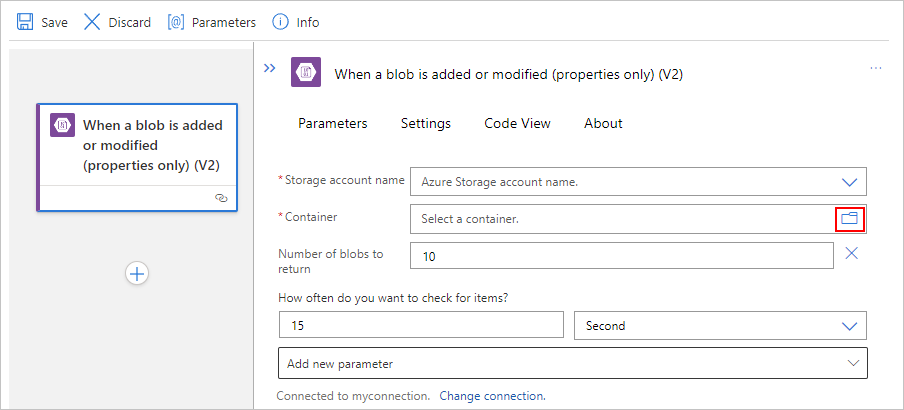 Save Discard [@] Parameters Info
When a blob is added or modified (properties only) (V2)
When a blob is added
or modified
(properties only) (V2)
Parameters Settings Code View About
* Storage account name Azure Storage account name.
* Container Select a container.
Number of blobs to
return
10
How often do you want to check for items?
15 Second
Add new parameter
Connected to myconnection. Change connection.